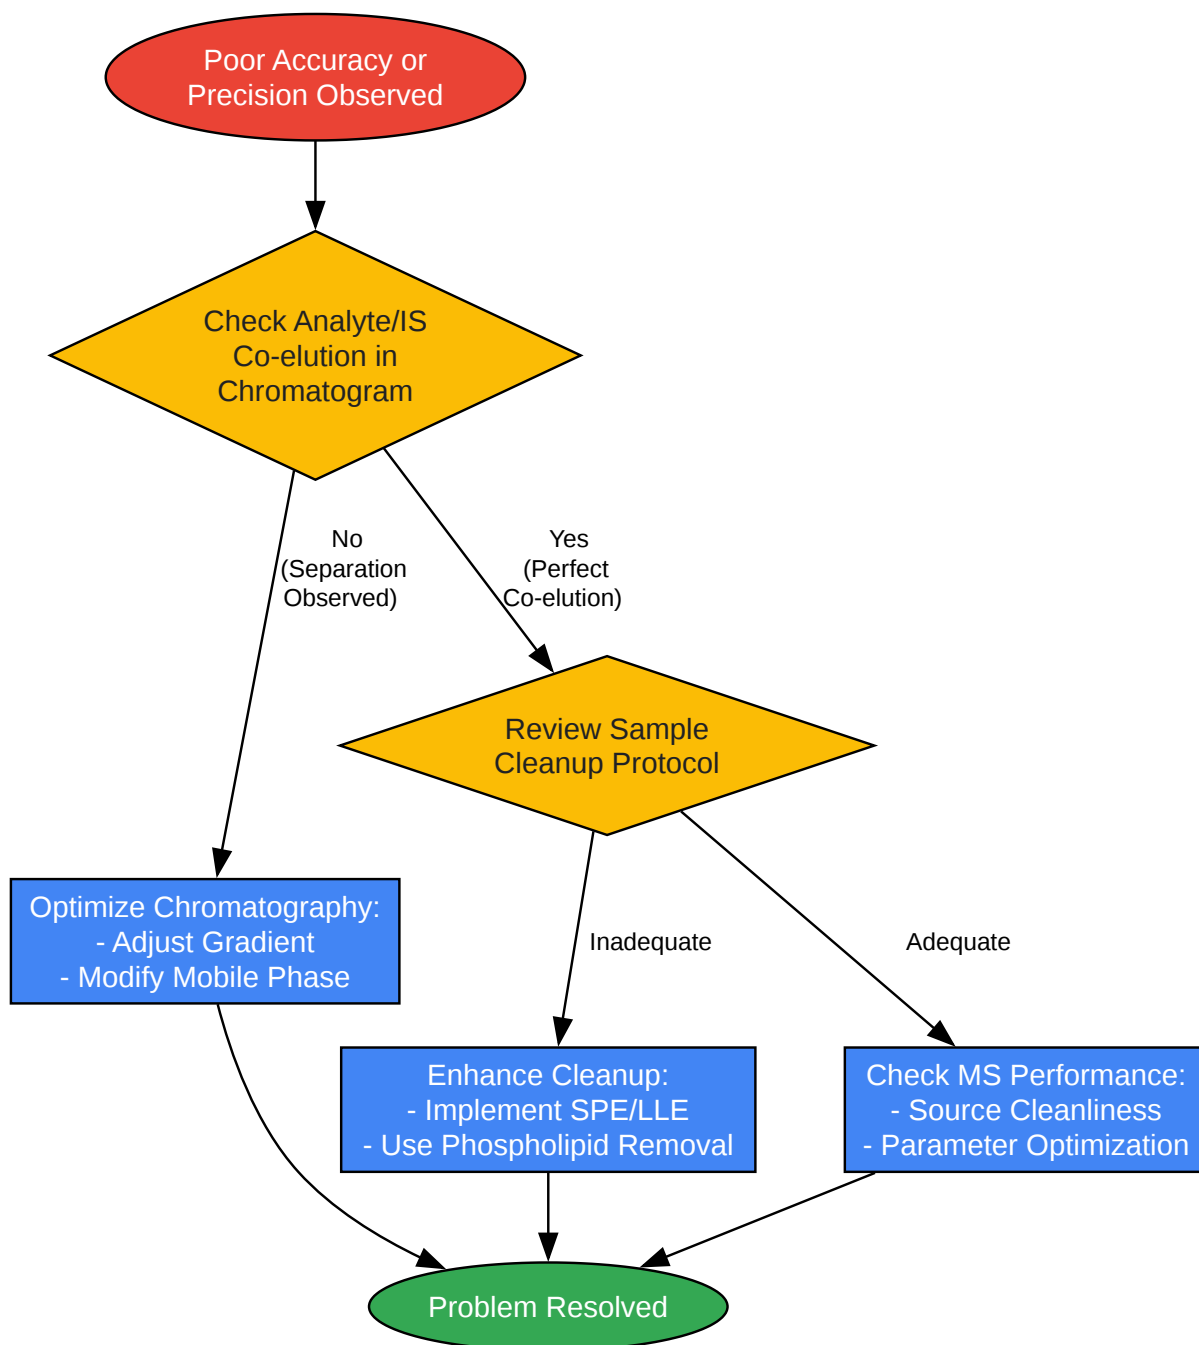 Poor Accuracy or
Precision Observed
Check Analyte/IS
Co-elution in
Chromatogram
No
(Separation
Observed)
Yes
(Perfect
Co-elution)
Review Sample
Cleanup Protocol
Optimize Chromatography:
- Adjust Gradient
- Modify Mobile Phase
Inadequate
Adequate
Enhance Cleanup:
- Implement SPE/LLE
- Use Phospholipid Removal
Check MS Performance:
- Source Cleanliness
- Parameter Optimization
Problem Resolved